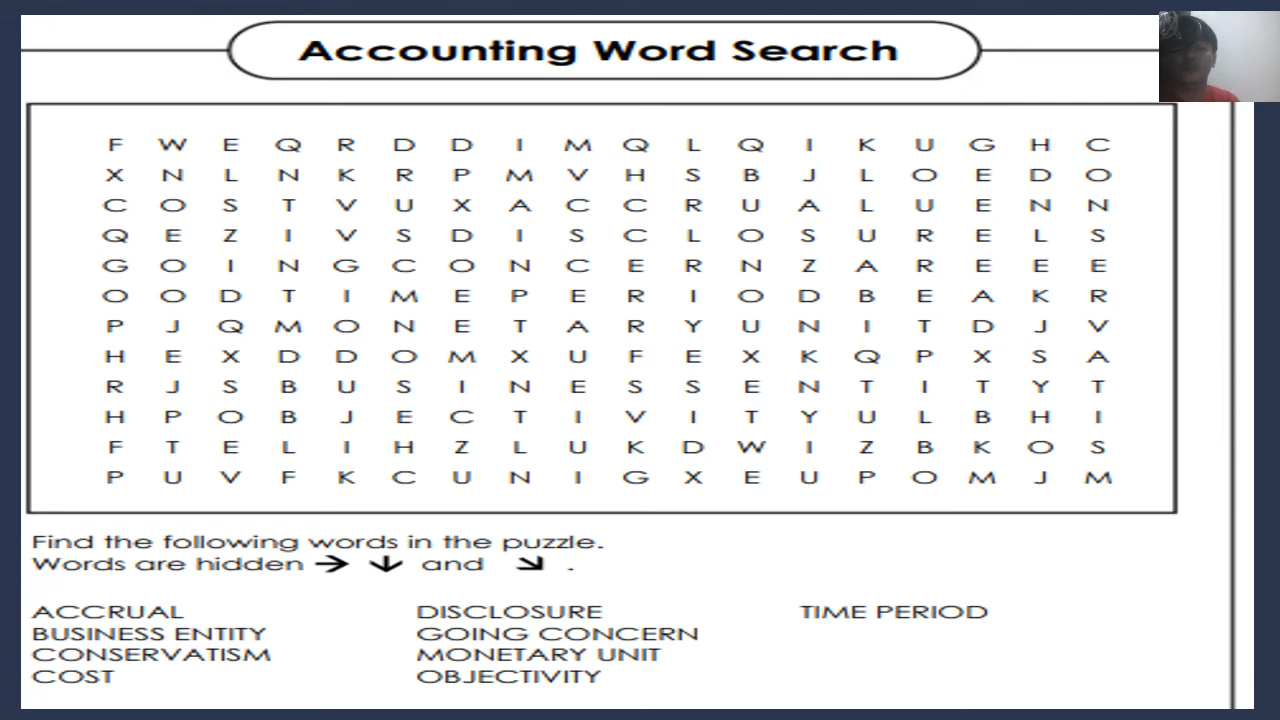 Accounting Word Search
F W E Q R D D I M Q L Q I K U G H C
X N L N K R P M V H S B J L O E D O
C O S T V U X A C C R U A L U E N N
Q E Z I V S D I S C L O S U R E L S
G O I N G C O N C E R N Z A R E E E
O O D T I M E P E R I O D B E A K R
P J Q M O N E T A R Y U N I T D J V
H E X D D O M X U F E X K Q P X S A
R J S B U S I N E S S E N T I T Y T
H P O B J E C T I V I T Y U L B H I
F T E L I H Z L U K D W I Z B K O S
P U V F K C U N I G X E U P O M J M
Find the following words in the puzzle.
Words are hidden → ↓ and ↘ .
ACCRUAL DISCLOSURE TIME PERIOD
BUSINESS ENTITY GOING CONCERN
CONSERVATISM MONETARY UNIT
COST OBJECTIVITY